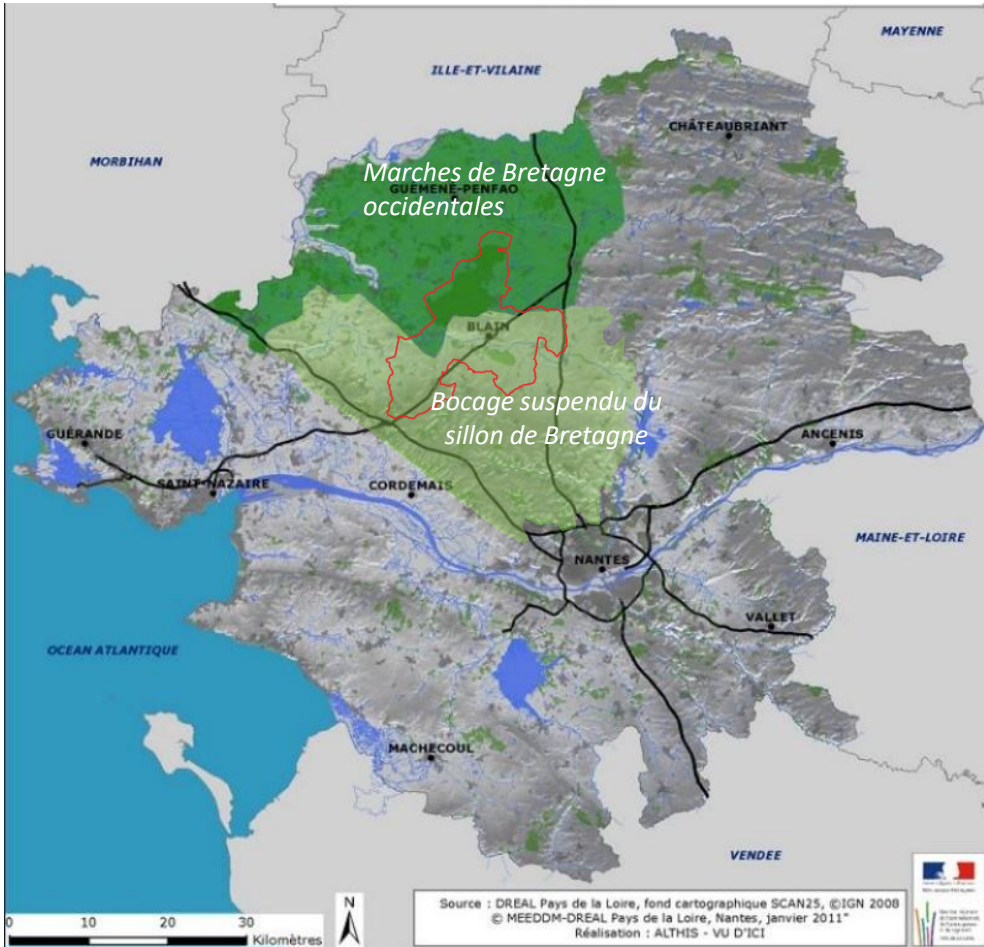 MAYENNE
ILLE-ET-VILAINE
CHÂTEAUBRIANT
MORBIHAN
Marches de Bretagne
GUÉMENÉ-PENFAO
occidentales
BLAIN
Bocage suspendu du
sillon de Bretagne
GUÉRANDE
ANCENIS
SAINT-NAZAIRE
CORDEMAIS
MAINE-ET-LOIRE
NANTES
VALLET
OCEAN ATLANTIQUE
MACHECOUL
VENDEE
0 10 20 30
Kilomètres
N
Source : DREAL Pays de la Loire, fond cartographique SCAN25, ©IGN 2008
© MEEDDM-DREAL Pays de la Loire, Nantes, janvier 2011"
Réalisation : ALTHIS - VU D'ICI